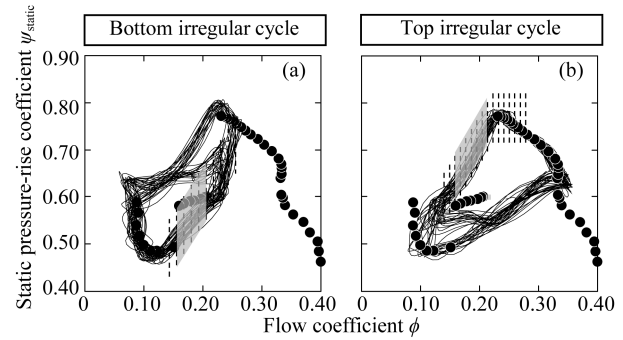 Bottom irregular cycle
Top irregular cycle
Static pressure-rise coefficient ψstatic
(a)
(b)
0.90
0.80
0.70
0.60
0.50
0.40
0 0.10 0.20 0.30 0.40
0 0.10 0.20 0.30 0.40
Flow coefficient ϕ